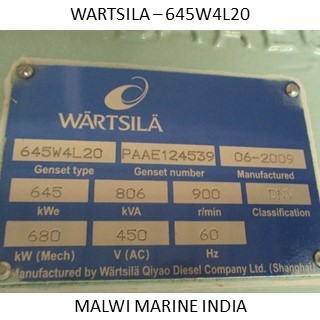 WARTSILA – 645W4L20
WÄRTSILÄ
645W4L20 PAAE124539 06-2009
Genset type Genset number Manufactured
645 806 900 DNV
kWe kVA r/min Classification
680 450 60
kW (Mech) V (AC) Hz
Manufactured by Wärtsilä Qiyao Diesel Company Ltd. (Shanghai)
MALWI MARINE INDIA